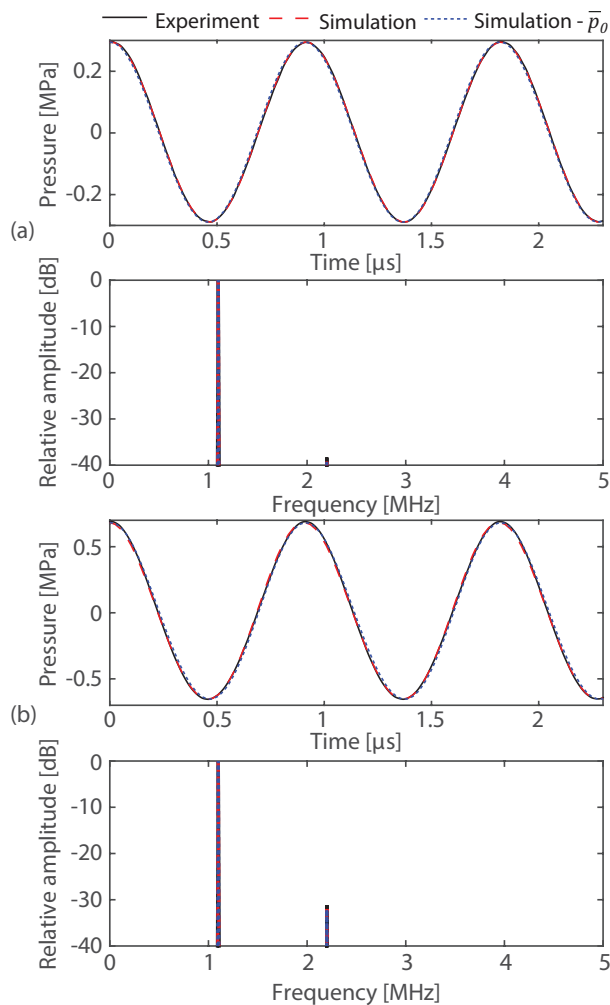 Experiment Simulation Simulation - p̅₀
0.2
0
-0.2
Pressure [MPa]
0 0.5 1 1.5 2
Time [µs]
(a)
0
-10
-20
-30
-40
Relative amplitude [dB]
0 1 2 3 4 5
Frequency [MHz]
0.5
0
-0.5
Pressure [MPa]
0 0.5 1 1.5 2
Time [µs]
(b)
0
-10
-20
-30
-40
Relative amplitude [dB]
0 1 2 3 4 5
Frequency [MHz]